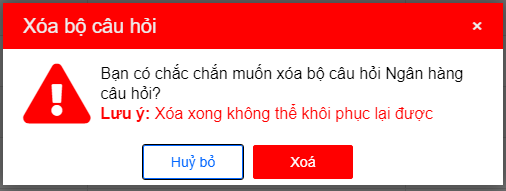 Xóa bộ câu hỏi
×
Bạn có chắc chắn muốn xóa bộ câu hỏi Ngân hàng
câu hỏi?
Lưu ý: Xóa xong không thể khôi phục lại được
Huỷ bỏ
Xoá